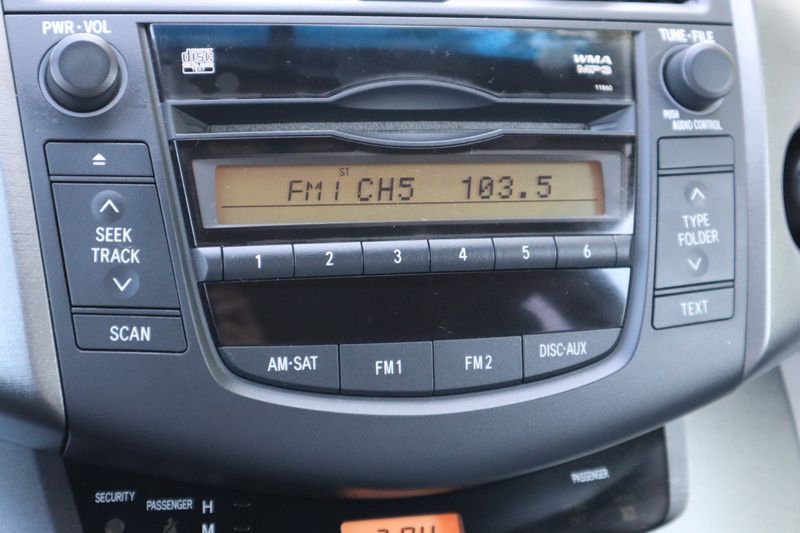 PWR·VOL
TUNE·FILE
disc
TEXT
WMA
MP3
11860
PUSH
AUDIO CONTROL
ST
FM1 CH5 103.5
SEEK
TRACK
TYPE
FOLDER
1 2 3 4 5 6
SCAN
TEXT
AM·SAT FM1 FM2 DISC·AUX
SECURITY
PASSENGER
H
M
PASSENGER